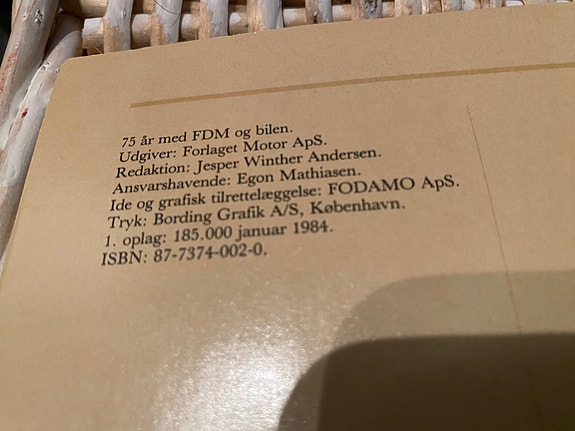 75 år med FDM og bilen.
Udgiver: Forlaget Motor ApS.
Redaktion: Jesper Winther Andersen.
Ansvarshavende: Egon Mathiasen.
Ide og grafisk tilrettelæggelse: FODAMO ApS.
Tryk: Bording Grafik A/S, København.
1. oplag: 185.000 januar 1984.
ISBN: 87-7374-002-0.